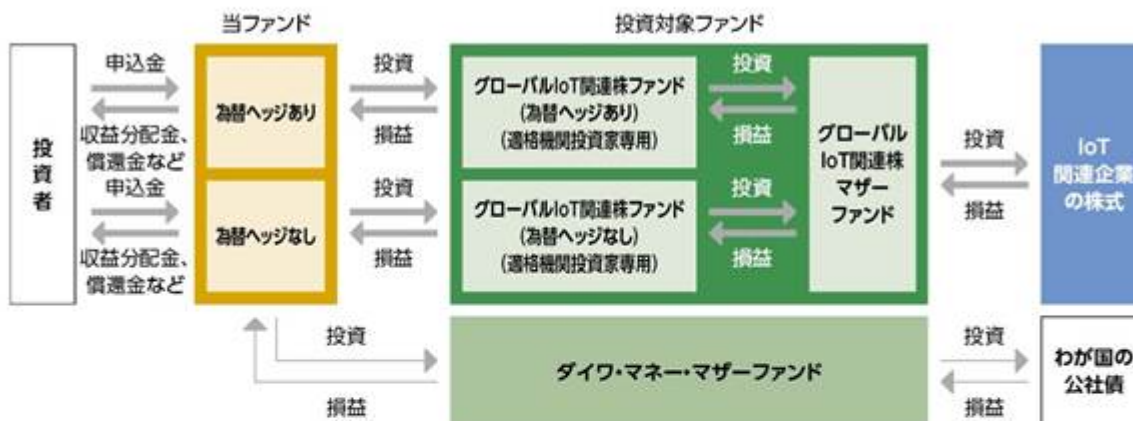 当ファンド
投資対象ファンド
投資者
申込金
収益分配金、
償還金など
申込金
収益分配金、
償還金など
為替ヘッジあり
為替ヘッジなし
投資
損益
投資
損益
グローバルIoT関連株ファンド
(為替ヘッジあり)
(適格機関投資家専用)
グローバルIoT関連株ファンド
(為替ヘッジなし)
(適格機関投資家専用)
投資
損益
投資
損益
グローバル
IoT関連株
マザー
ファンド
投資
損益
IoT
関連企業
の株式
投資
損益
ダイワ・マネー・マザーファンド
投資
損益
わが国の
公社債